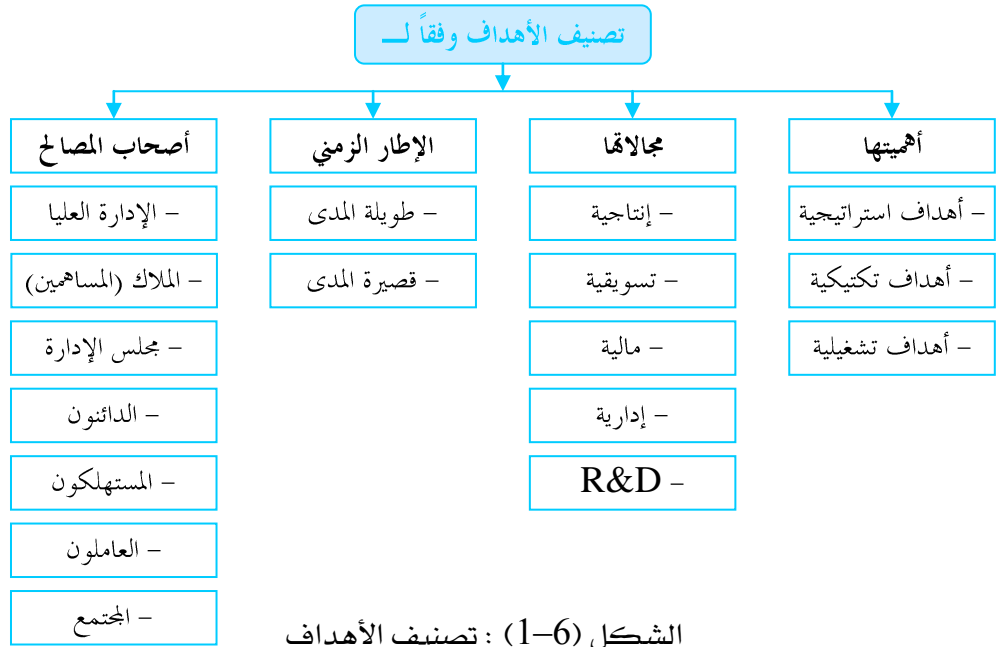 تصنيف الأهداف وفقاً لـــ
أهميتها
– أهداف استراتيجية
– أهداف تكتيكية
– أهداف تشغيلية
مجالاتها
– إنتاجية
– تسويقية
– مالية
– إدارية
– R&D
الإطار الزمني
– طويلة المدى
– قصيرة المدى
أصحاب المصالح
– الإدارة العليا
– الملاك (المساهمين)
– مجلس الإدارة
– الدائنون
– المستهلكون
– العاملون
– المجتمع
الشكل (6–1) : تصنيف الأهداف